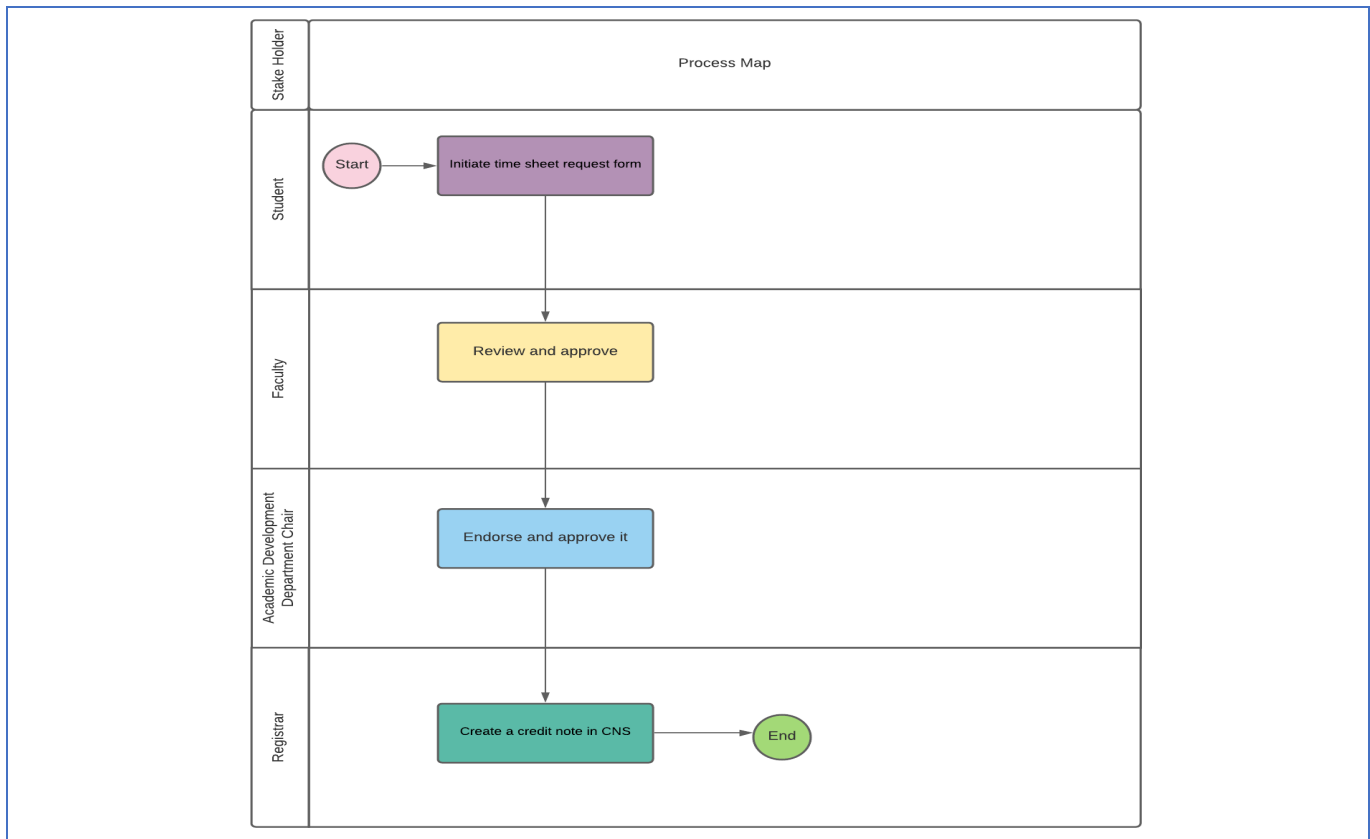 Stake Holder
Process Map
Student
Start
Initiate time sheet request form
Faculty
Review and approve
Academic Development
Department Chair
Endorse and approve it
Registrar
Create a credit note in CNS
End